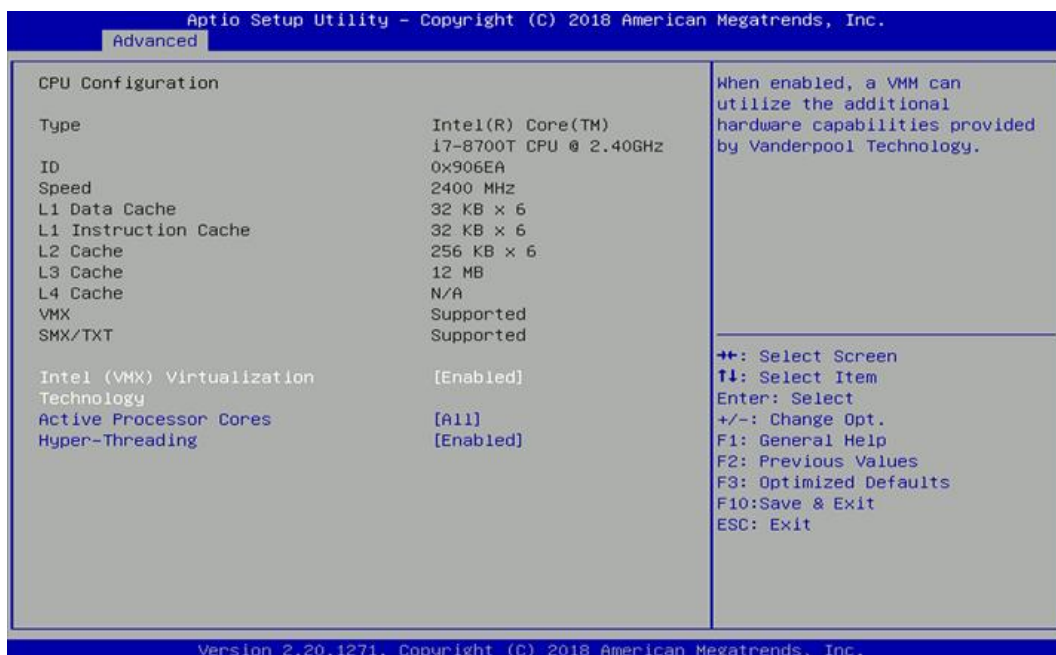 Aptio Setup Utility – Copyright (C) 2018 American Megatrends, Inc.
Advanced
CPU Configuration
Type Intel(R) Core(TM)
i7-8700T CPU @ 2.40GHz
ID 0x906EA
Speed 2400 MHz
L1 Data Cache 32 KB x 6
L1 Instruction Cache 32 KB x 6
L2 Cache 256 KB x 6
L3 Cache 12 MB
L4 Cache N/A
VMX Supported
SMX/TXT Supported
Intel (VMX) Virtualization [Enabled]
Technology
Active Processor Cores [All]
Hyper-Threading [Enabled]
When enabled, a VMM can
utilize the additional
hardware capabilities provided
by Vanderpool Technology.
→←: Select Screen
↑↓: Select Item
Enter: Select
+/-: Change Opt.
F1: General Help
F2: Previous Values
F3: Optimized Defaults
F10:Save & Exit
ESC: Exit
Version 2.20.1271. Copyright (C) 2018 American Megatrends, Inc.